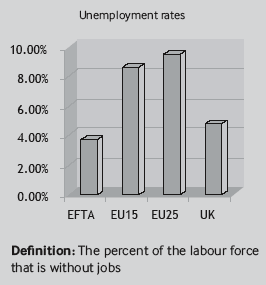 Unemployment rates
10.00%
8.00%
6.00%
4.00%
2.00%
0.00%
EFTA EU15 EU25 UK
Definition: The percent of the labour force
that is without jobs